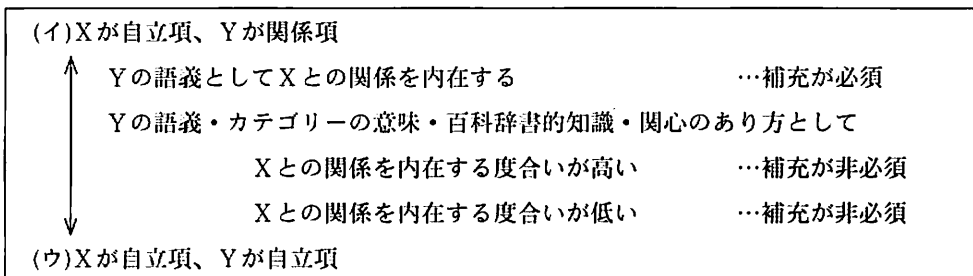 (イ)Xが自立項、Yが関係項
Yの語義としてXとの関係を内在する …補充が必須
Yの語義・カテゴリーの意味・百科辞書的知識・関心のあり方として
Xとの関係を内在する度合いが高い …補充が非必須
Xとの関係を内在する度合いが低い …補充が非必須
(ウ)Xが自立項、Yが自立項